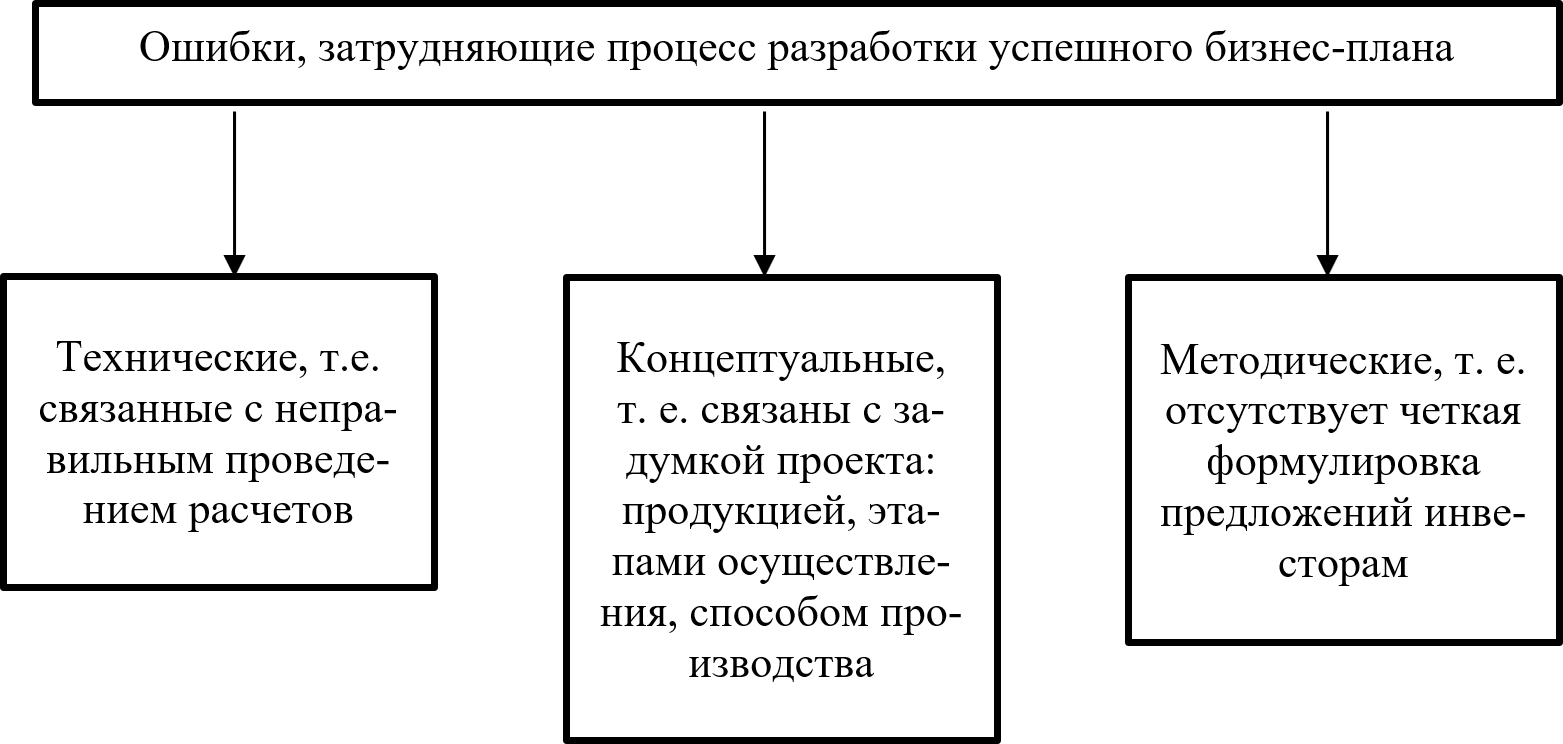 Ошибки, затрудняющие процесс разработки успешного бизнес-плана
Технические, т.е.
связанные с непра-
вильным проведе-
нием расчетов
Концептуальные,
т. е. связаны с за-
думкой проекта:
продукцией, эта-
пами осуществле-
ния, способом про-
изводства
Методические, т. е.
отсутствует четкая
формулировка
предложений инве-
сторам